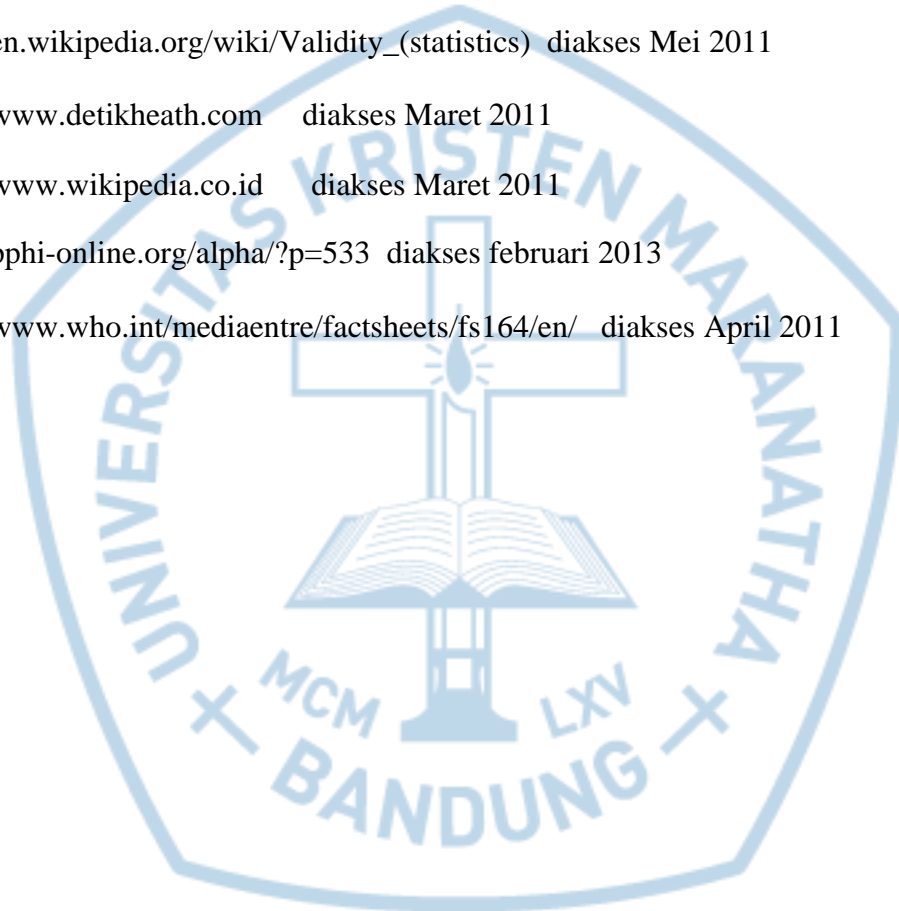 en.wikipedia.org/wiki/Validity_(statistics) diakses Mei 2011
www.detikheath.com diakses Maret 2011
www.wikipedia.co.id diakses Maret 2011
pphi-online.org/alpha/?p=533 diakses februari 2013
www.who.int/mediaentre/factsheets/fs164/en/ diakses April 2011
UNIVERSITAS KRISTEN MARANATHA
MCM LXV
BANDUNG